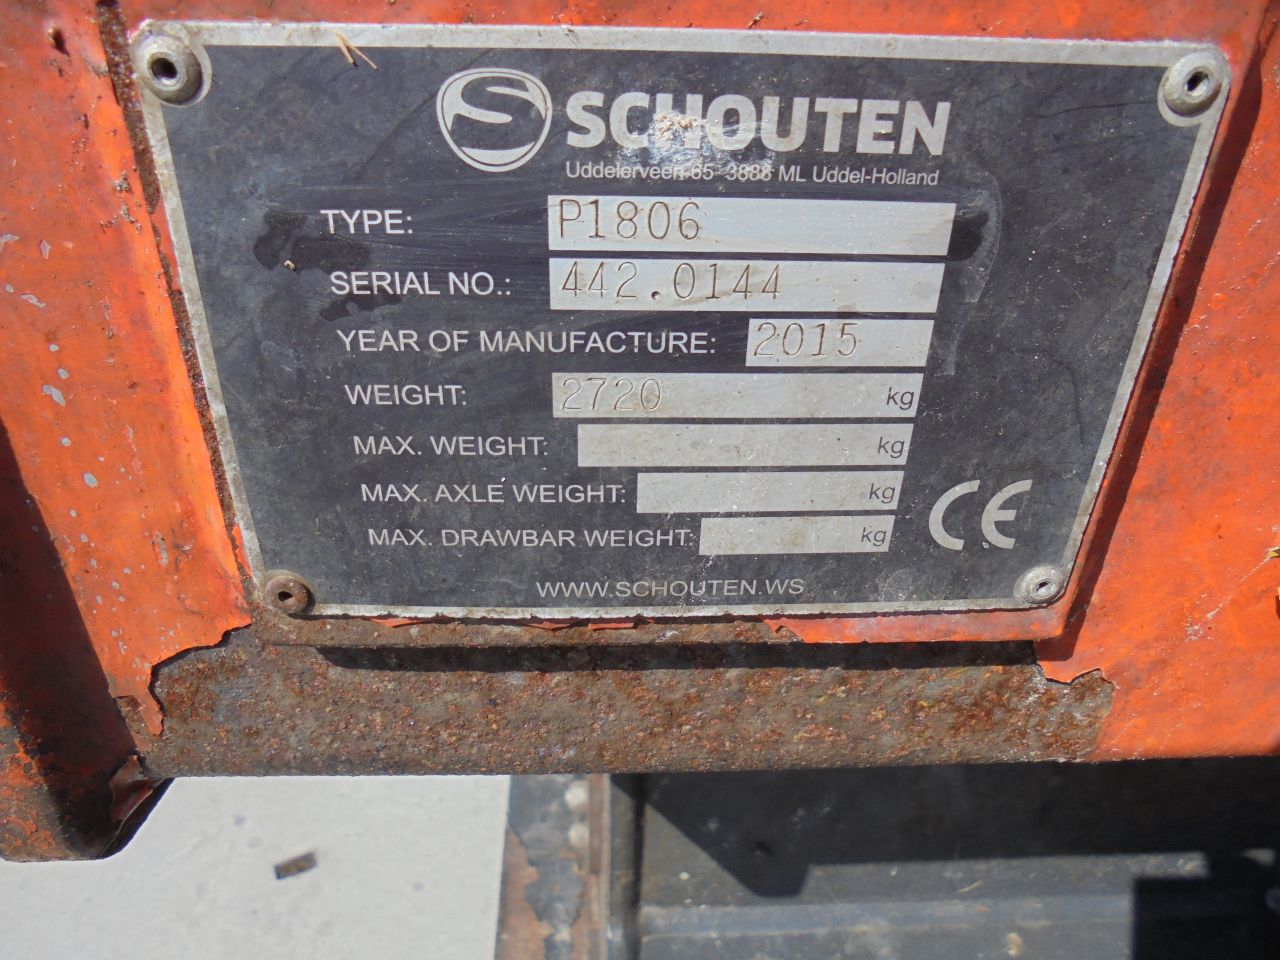 SCHOUTEN
Uddelerveen 65 3888 ML Uddel-Holland
TYPE: P1806
SERIAL NO.: 442.0144
YEAR OF MANUFACTURE: 2015
WEIGHT: 2720 kg
MAX. WEIGHT: kg
MAX. AXLE WEIGHT: kg
MAX. DRAWBAR WEIGHT: kg
CE
WWW.SCHOUTEN.WS